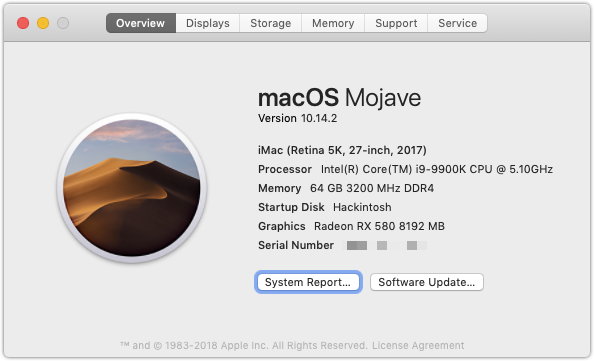 Overview Displays Storage Memory Support Service
macOS Mojave
Version 10.14.2
iMac (Retina 5K, 27-inch, 2017)
Processor Intel(R) Core(TM) i9-9900K CPU @ 5.10GHz
Memory 64 GB 3200 MHz DDR4
Startup Disk Hackintosh
Graphics Radeon RX 580 8192 MB
Serial Number
System Report... Software Update...
™ and © 1983-2018 Apple Inc. All Rights Reserved. License Agreement